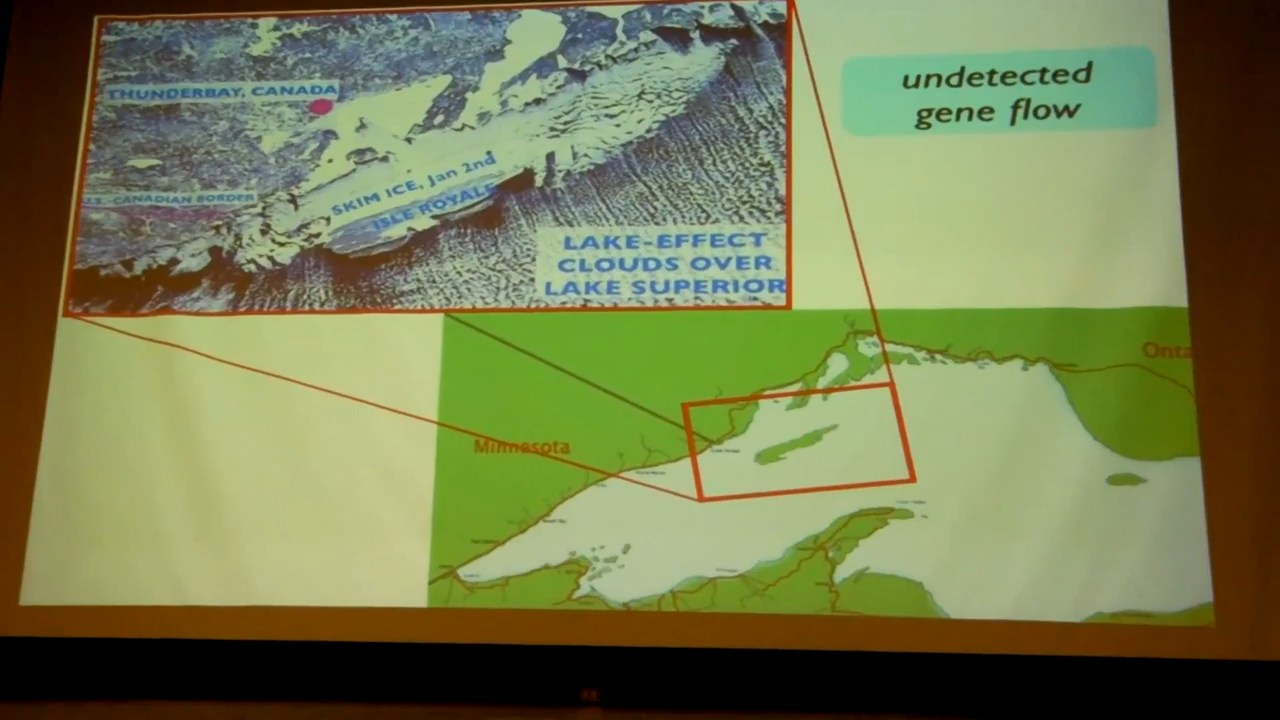 undetected
gene flow
THUNDERBAY, CANADA
SKIM ICE, Jan 2nd
U.S. CANADIAN BORDER
ISLE ROYALE
LAKE-EFFECT
CLOUDS OVER
LAKE SUPERIOR
Onta
Minnesota